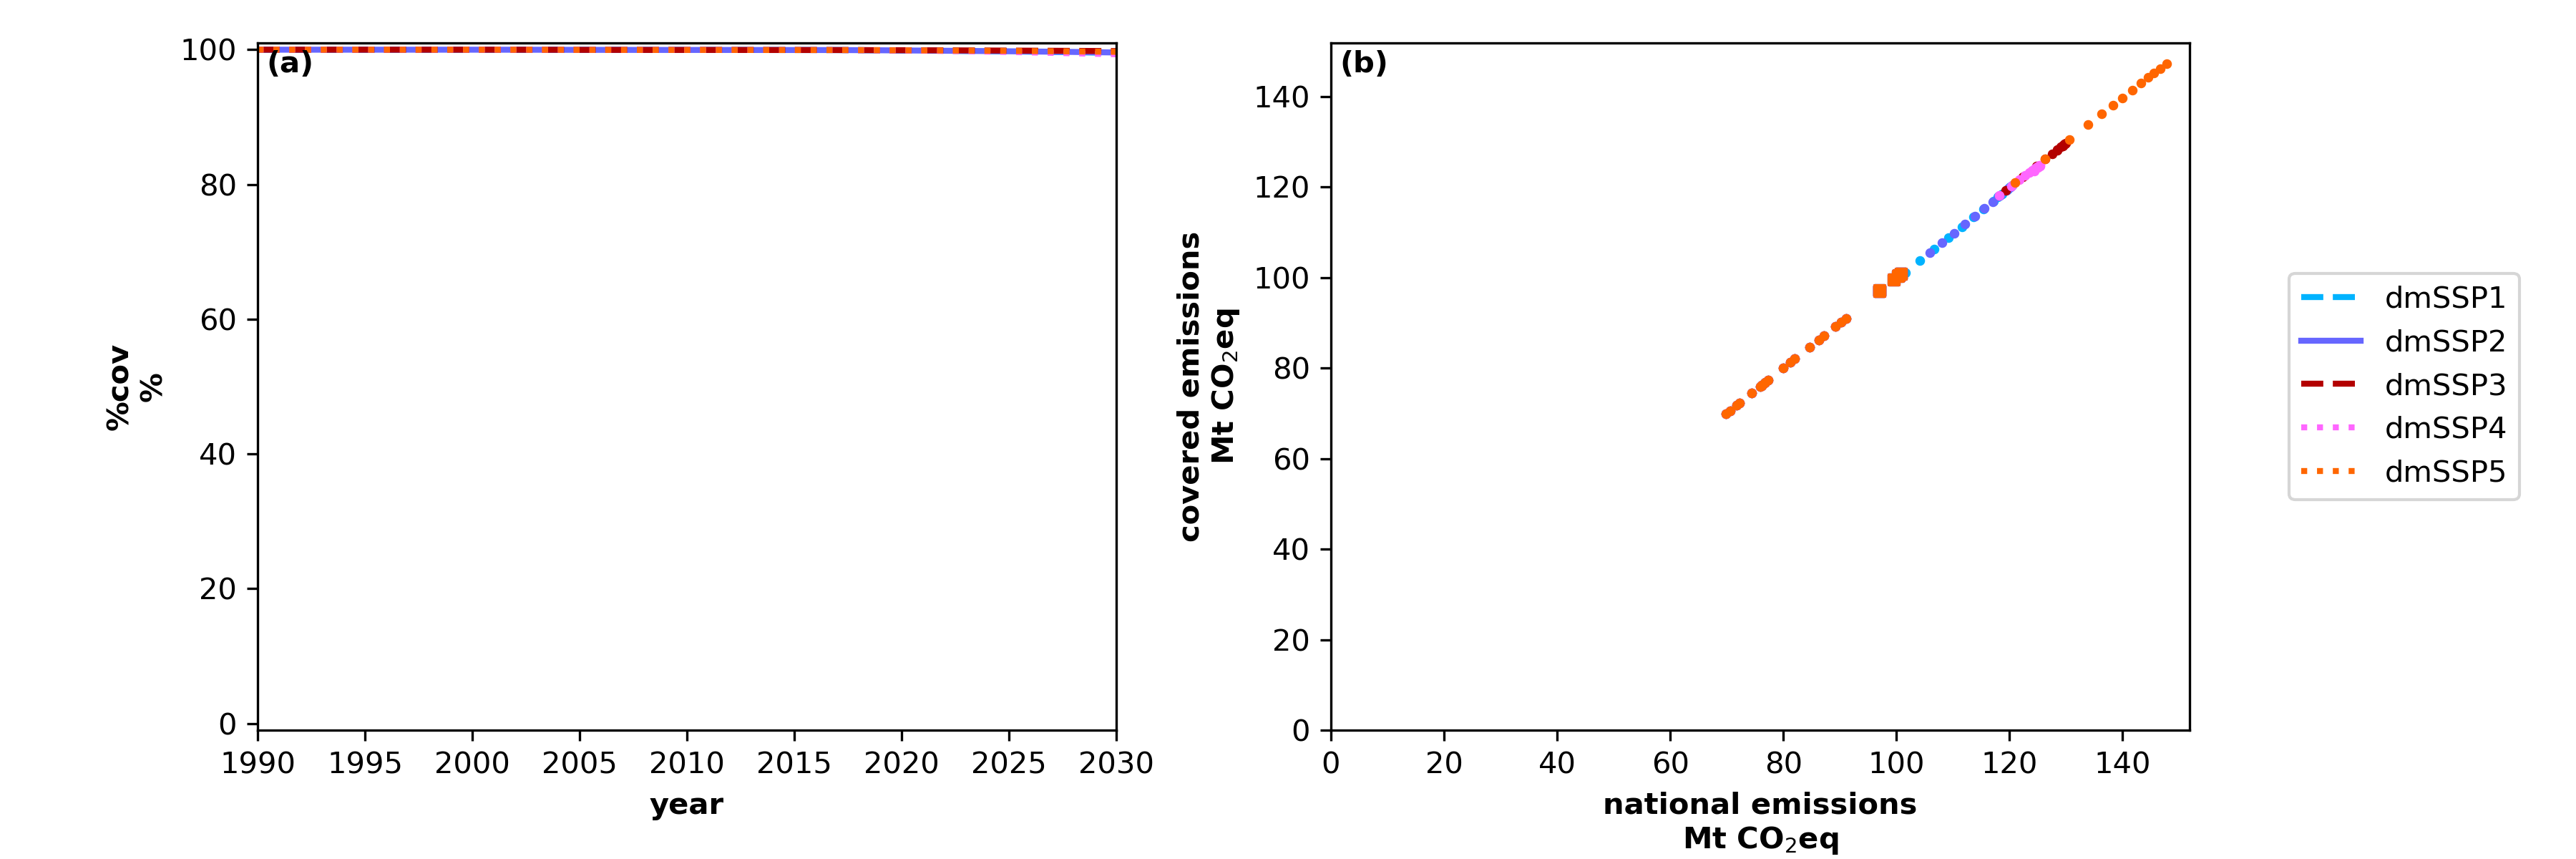 (a)
100
80
60
40
20
0
%cov
%
1990 1995 2000 2005 2010 2015 2020 2025 2030
year
(b)
140
120
100
80
60
40
20
0
covered emissions
Mt CO₂eq
0 20 40 60 80 100 120 140
national emissions
Mt CO₂eq
dmSSP1
dmSSP2
dmSSP3
dmSSP4
dmSSP5